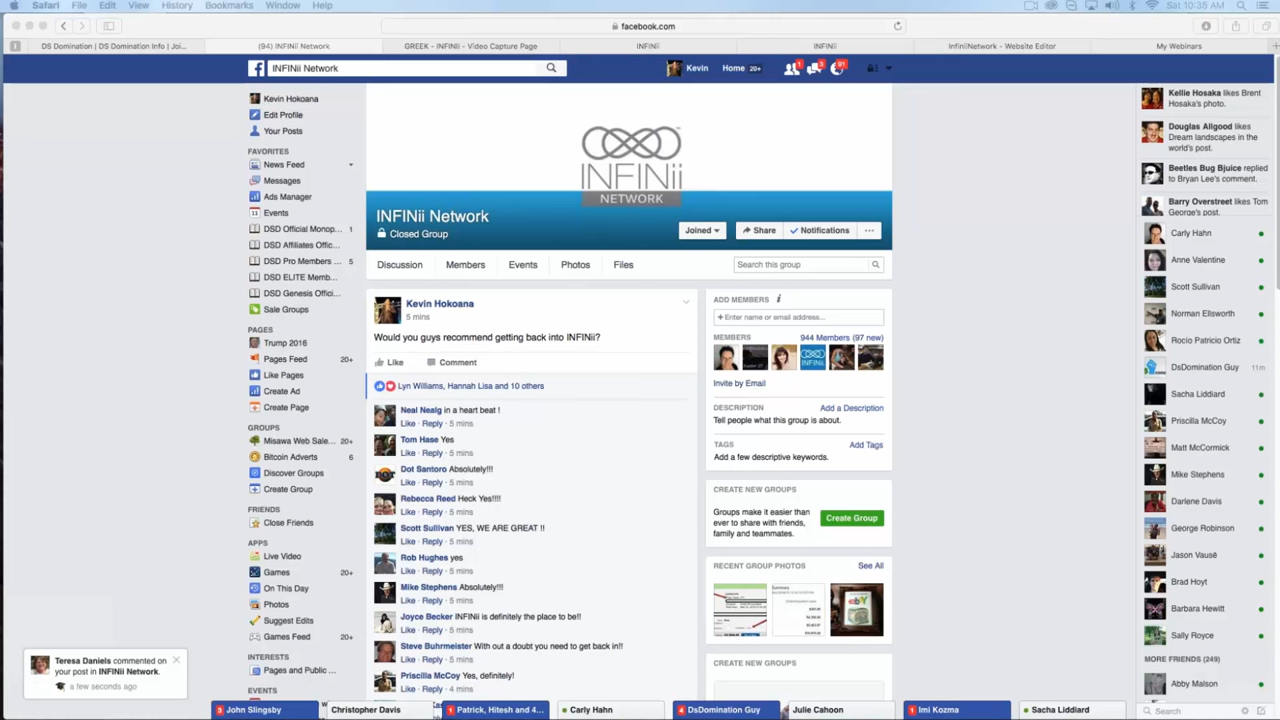 Safari File Edit View History Bookmarks Window Help
Sat 10:35 AM
facebook.com
DS Domination | DS Domination Info | Joi...
(94) INFINii Network
GREEK - INFINii - Video Capture Page
INFINii
INFINii
InfiniiNetwork - Website Editor
My Webinars
INFINii Network
Kevin Home 20+ 1 3 91
Kevin Hokoana
Edit Profile
Your Posts
FAVORITES
News Feed
Messages
Ads Manager
Events
DSD Official Monop... 1
DSD Affiliates Offic...
DSD Pro Members ... 5
DSD ELITE Memb...
DSD Genesis Offici...
Sale Groups
PAGES
Trump 2016
Pages Feed 20+
Like Pages
Create Ad
Create Page
GROUPS
Misawa Web Sale... 20+
Bitcoin Adverts 6
Discover Groups
Create Group
FRIENDS
Close Friends
APPS
Live Video
Games 20+
On This Day
Photos
Suggest Edits
Games Feed 20+
INTERESTS
Pages and Public ...
EVENTS
INFINii
NETWORK
INFINii Network
Closed Group
Joined Share Notifications
Discussion Members Events Photos Files
Search this group
Kevin Hokoana
5 mins
Would you guys recommend getting back into INFINii?
Like Comment
Lyn Williams, Hannah Lisa and 10 others
Neal Nealg in a heart beat !
Like · Reply · 5 mins
Tom Hase Yes
Like · Reply · 5 mins
Dot Santoro Absolutely!!!
Like · Reply · 5 mins
Rebecca Reed Heck Yes!!!!
Like · Reply · 5 mins
Scott Sullivan YES, WE ARE GREAT !!
Like · Reply · 5 mins
Rob Hughes yes
Like · Reply · 5 mins
Mike Stephens Absolutely!!!
Like · Reply · 5 mins
Joyce Becker INFINii is definitely the place to be!!
Like · Reply · 5 mins
Steve Buhrmeister With out a doubt you need to get back in!!
Like · Reply · 5 mins
Priscilla McCoy Yes, definitely!
Like · Reply · 4 mins
ADD MEMBERS
+ Enter name or email address...
MEMBERS 944 Members (97 new)
Invite by Email
DESCRIPTION Add a Description
Tell people what this group is about.
TAGS Add Tags
Add a few descriptive keywords.
CREATE NEW GROUPS
Groups make it easier than
ever to share with friends,
family and teammates.
Create Group
RECENT GROUP PHOTOS See All
CREATE NEW GROUPS
Kellie Hosaka likes Brent
Hosaka's photo.
Douglas Allgood likes
Dream landscapes in the
world's post.
Beetles Bug Bjuice replied
to Bryan Lee's comment.
Barry Overstreet likes Tom
George's post.
Carly Hahn
Anne Valentine
Scott Sullivan
Norman Ellsworth
Rocio Patricio Ortiz
DsDomination Guy 11m
Sacha Liddiard
Priscilla McCoy
Matt McCormick
Mike Stephens
Darlene Davis
George Robinson
Jason Vausé
Brad Hoyt
Barbara Hewitt
Sally Royce
MORE FRIENDS (249)
Abby Malson
Search
Teresa Daniels commented on
your post in INFINii Network.
a few seconds ago
3 John Slingsby
Christopher Davis
1 Patrick, Hitesh and 4...
Carly Hahn
4 DsDomination Guy
Julie Cahoon
1 Imi Kozma
Sacha Liddiard